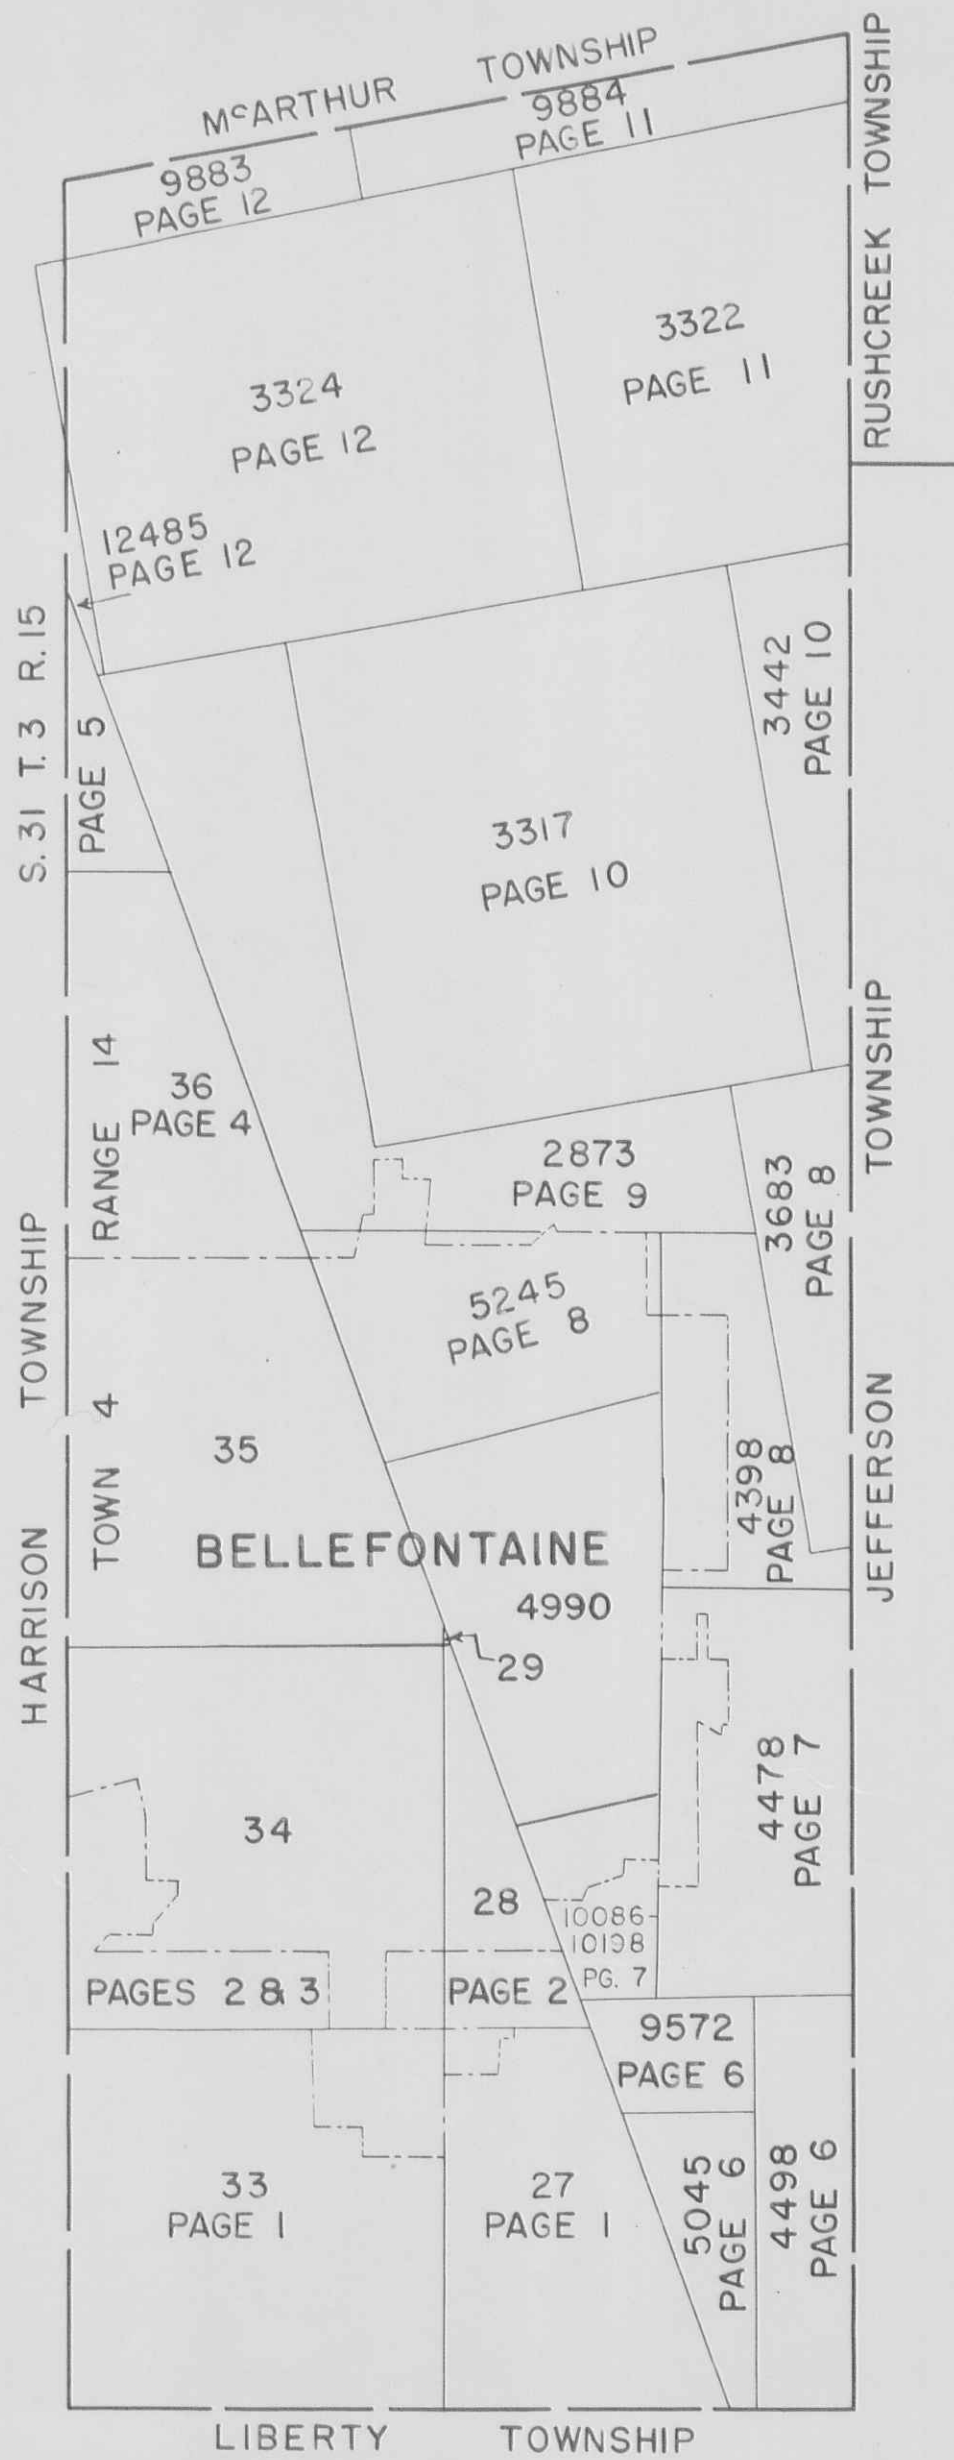 McARTHUR TOWNSHIP
9884
PAGE 11
9883
PAGE 12
RUSHCREEK TOWNSHIP
3322
PAGE 11
3324
PAGE 12
12485
PAGE 12
S. 31 T. 3 R. 15
PAGE 5
3442
PAGE 10
3317
PAGE 10
RANGE 14
36
PAGE 4
2873
PAGE 9
3683
PAGE 8
JEFFERSON TOWNSHIP
HARRISON TOWNSHIP
5245
PAGE 8
TOWN 4
35
4398
PAGE 8
BELLEFONTAINE
4990
29
4478
PAGE 7
34
28
10086-
10198
PG. 7
PAGES 2 & 3
PAGE 2
9572
PAGE 6
33
PAGE 1
27
PAGE 1
5045
PAGE 6
4498
PAGE 6
LIBERTY TOWNSHIP